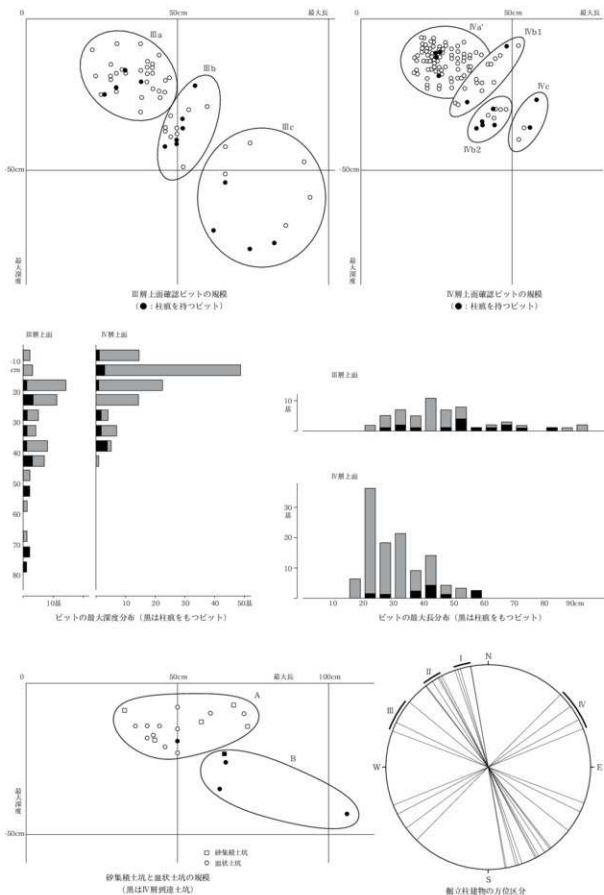 0
50cm
最大長
Ⅲa
Ⅲb
Ⅲc
-50cm
最大深度
Ⅲ層上面確認ピットの規模
(●:柱痕を持つピット)
0
50cm
最大長
Ⅳa'
Ⅳb1
Ⅳc
Ⅳb2
-50cm
最大深度
Ⅳ層上面確認ピットの規模
(●:柱痕を持つピット)
Ⅲ層上面
Ⅳ層上面
-10
cm
20
30
40
50
60
70
80
10基
10
20
30
40
50基
ピットの最大深度分布(黒は柱痕をもつピット)
Ⅲ層上面
10
基
Ⅳ層上面
30
基
20
10
10
20
30
40
50
60
70
80
90cm
ピットの最大長分布(黒は柱痕をもつピット)
0
50cm
最大長
100cm
A
B
最大深度
-50cm
□ 砂集積土坑
○ 皿状土坑
砂集積土坑と皿状土坑の規模
(黒はⅣ層到達土坑)
N
Ⅰ
Ⅱ
Ⅲ
Ⅳ
W
E
S
掘立柱建物の方位区分